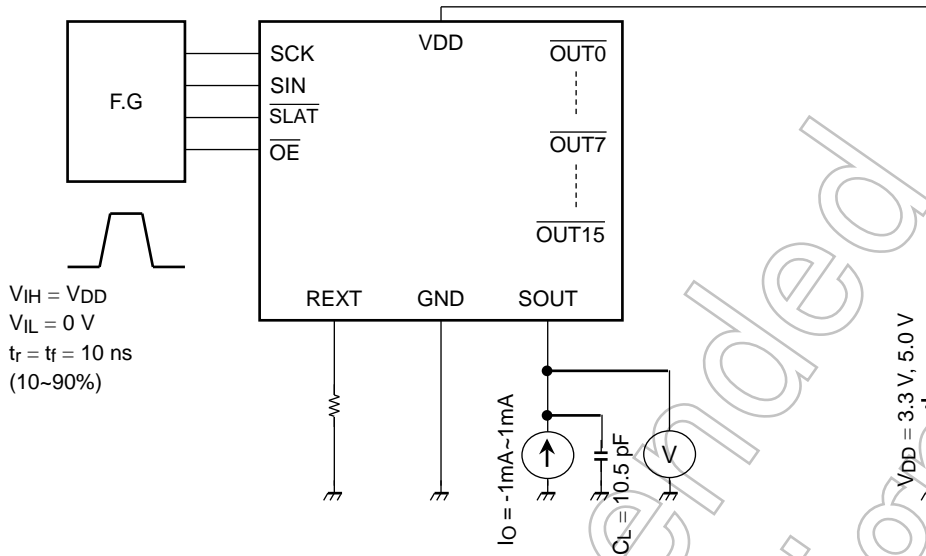 VDD
SCK
SIN
SLAT
OE
F.G
OUT0
OUT7
OUT15
REXT
GND
SOUT
VIH = VDD
VIL = 0 V
tr = tf = 10 ns
(10~90%)
IO = -1mA~1mA
CL = 10.5 pF
V
VDD = 3.3 V, 5.0 V
ended